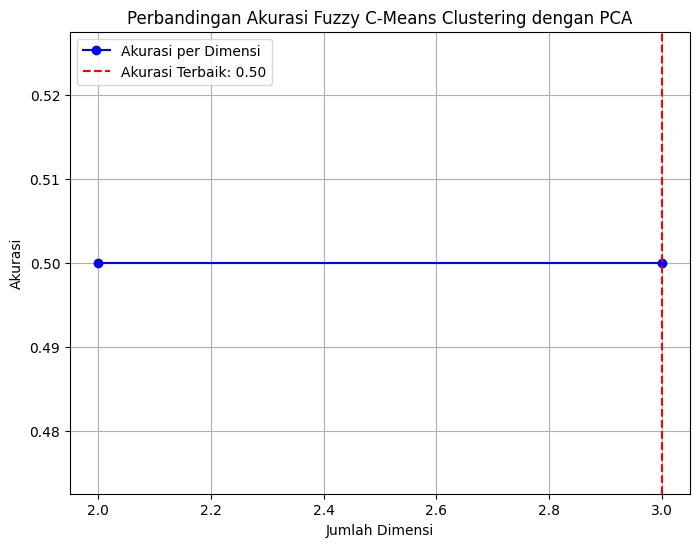 Perbandingan Akurasi Fuzzy C-Means Clustering dengan PCA
Akurasi per Dimensi
Akurasi Terbaik: 0.50
0.52
0.51
0.50
0.49
0.48
Akurasi
2.0 2.2 2.4 2.6 2.8 3.0
Jumlah Dimensi